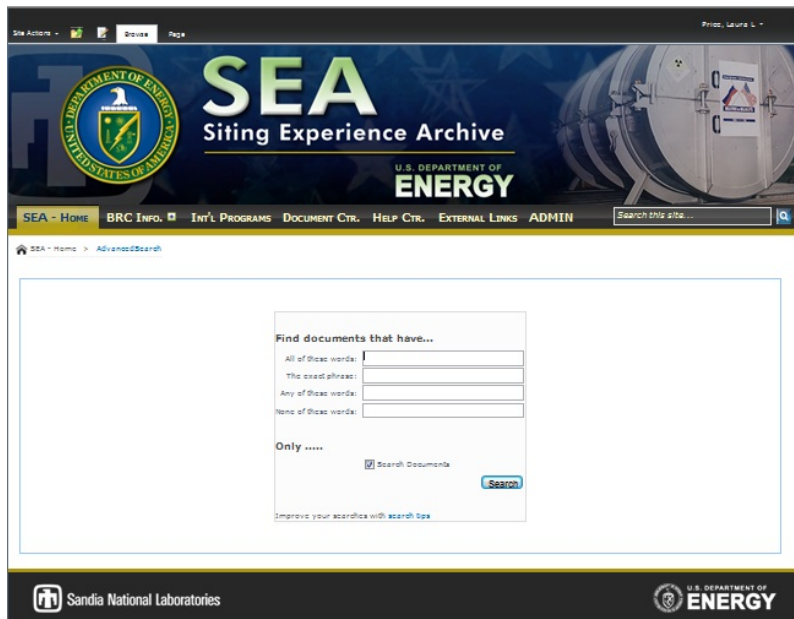 Site Actions
Browse
Page
Price, Laura L
DEPARTMENT OF ENERGY
UNITED STATES OF AMERICA
SEA
Siting Experience Archive
U.S. DEPARTMENT OF
ENERGY
SEA - HOME
BRC INFO.
INT'L PROGRAMS
DOCUMENT CTR.
HELP CTR.
EXTERNAL LINKS
ADMIN
Search this site...
SEA - Home > AdvancedSearch
Find documents that have...
All of these words:
The exact phrase:
Any of these words:
None of these words:
Only .....
Search Documents
Search
Improve your searches with search tips
Sandia National Laboratories
U.S. DEPARTMENT OF
ENERGY